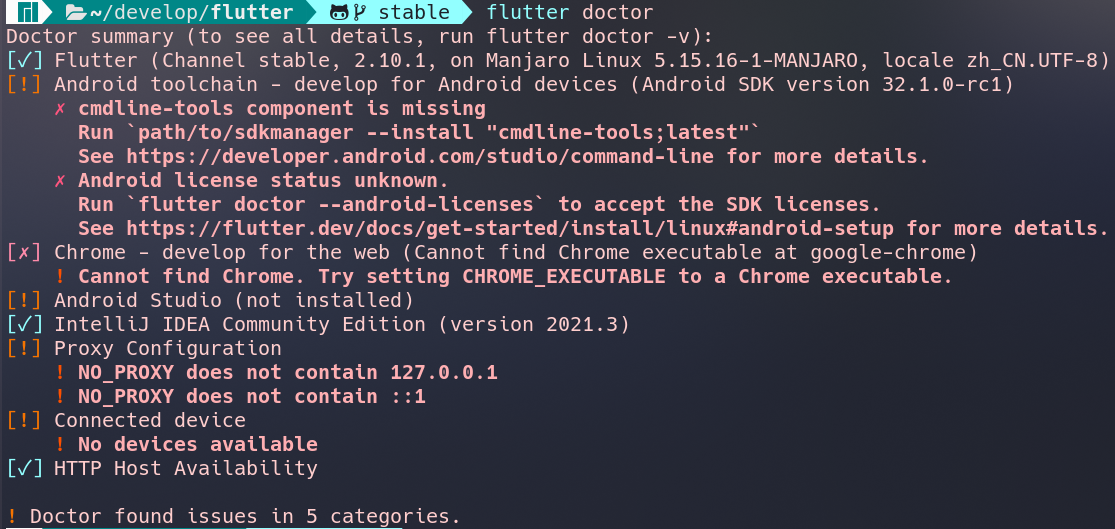 ~/develop/flutter stable flutter doctor
Doctor summary (to see all details, run flutter doctor -v):
[✓] Flutter (Channel stable, 2.10.1, on Manjaro Linux 5.15.16-1-MANJARO, locale zh_CN.UTF-8)
[!] Android toolchain - develop for Android devices (Android SDK version 32.1.0-rc1)
✗ cmdline-tools component is missing
Run `path/to/sdkmanager --install "cmdline-tools;latest"`
See https://developer.android.com/studio/command-line for more details.
✗ Android license status unknown.
Run `flutter doctor --android-licenses` to accept the SDK licenses.
See https://flutter.dev/docs/get-started/install/linux#android-setup for more details.
[✗] Chrome - develop for the web (Cannot find Chrome executable at google-chrome)
! Cannot find Chrome. Try setting CHROME_EXECUTABLE to a Chrome executable.
[!] Android Studio (not installed)
[✓] IntelliJ IDEA Community Edition (version 2021.3)
[!] Proxy Configuration
! NO_PROXY does not contain 127.0.0.1
! NO_PROXY does not contain ::1
[!] Connected device
! No devices available
[✓] HTTP Host Availability
! Doctor found issues in 5 categories.